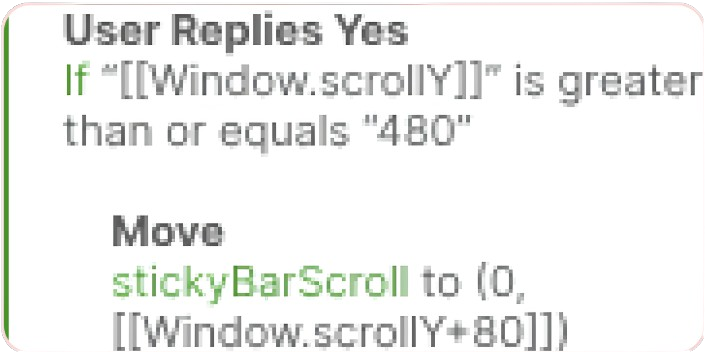 User Replies Yes
If “[[Window.scrollY]]” is greater
than or equals "480"
Move
stickyBarScroll to (0,
[[Window.scrollY+80]])